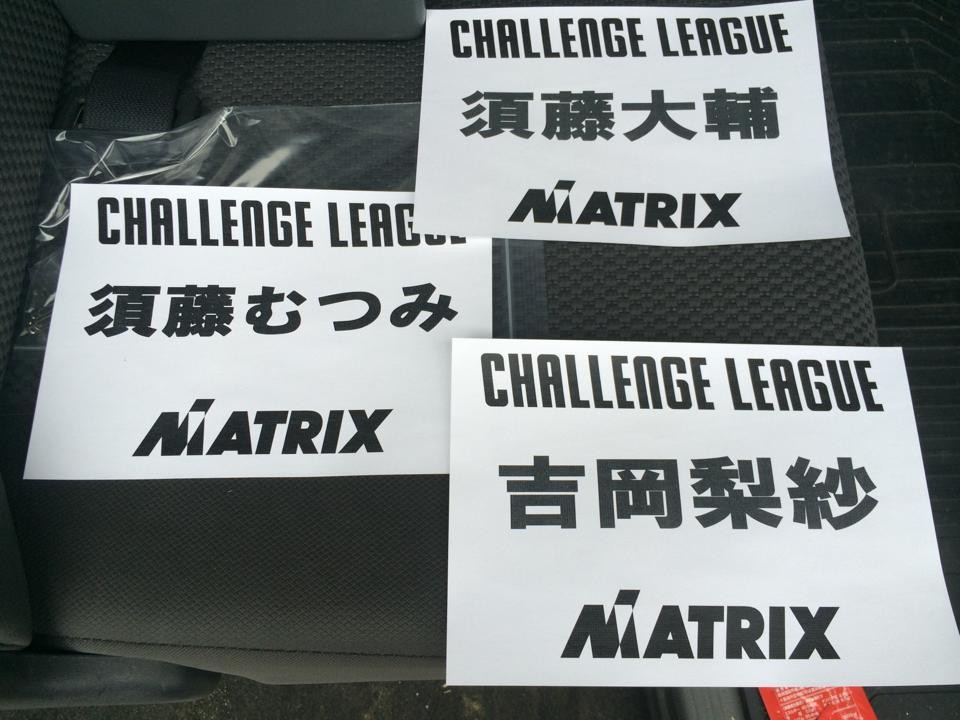 CHALLENGE LEAGUE
須藤大輔
MATRIX
CHALLENGE LEAGUE
須藤むつみ
MATRIX
CHALLENGE LEAGUE
吉岡梨紗
MATRIX